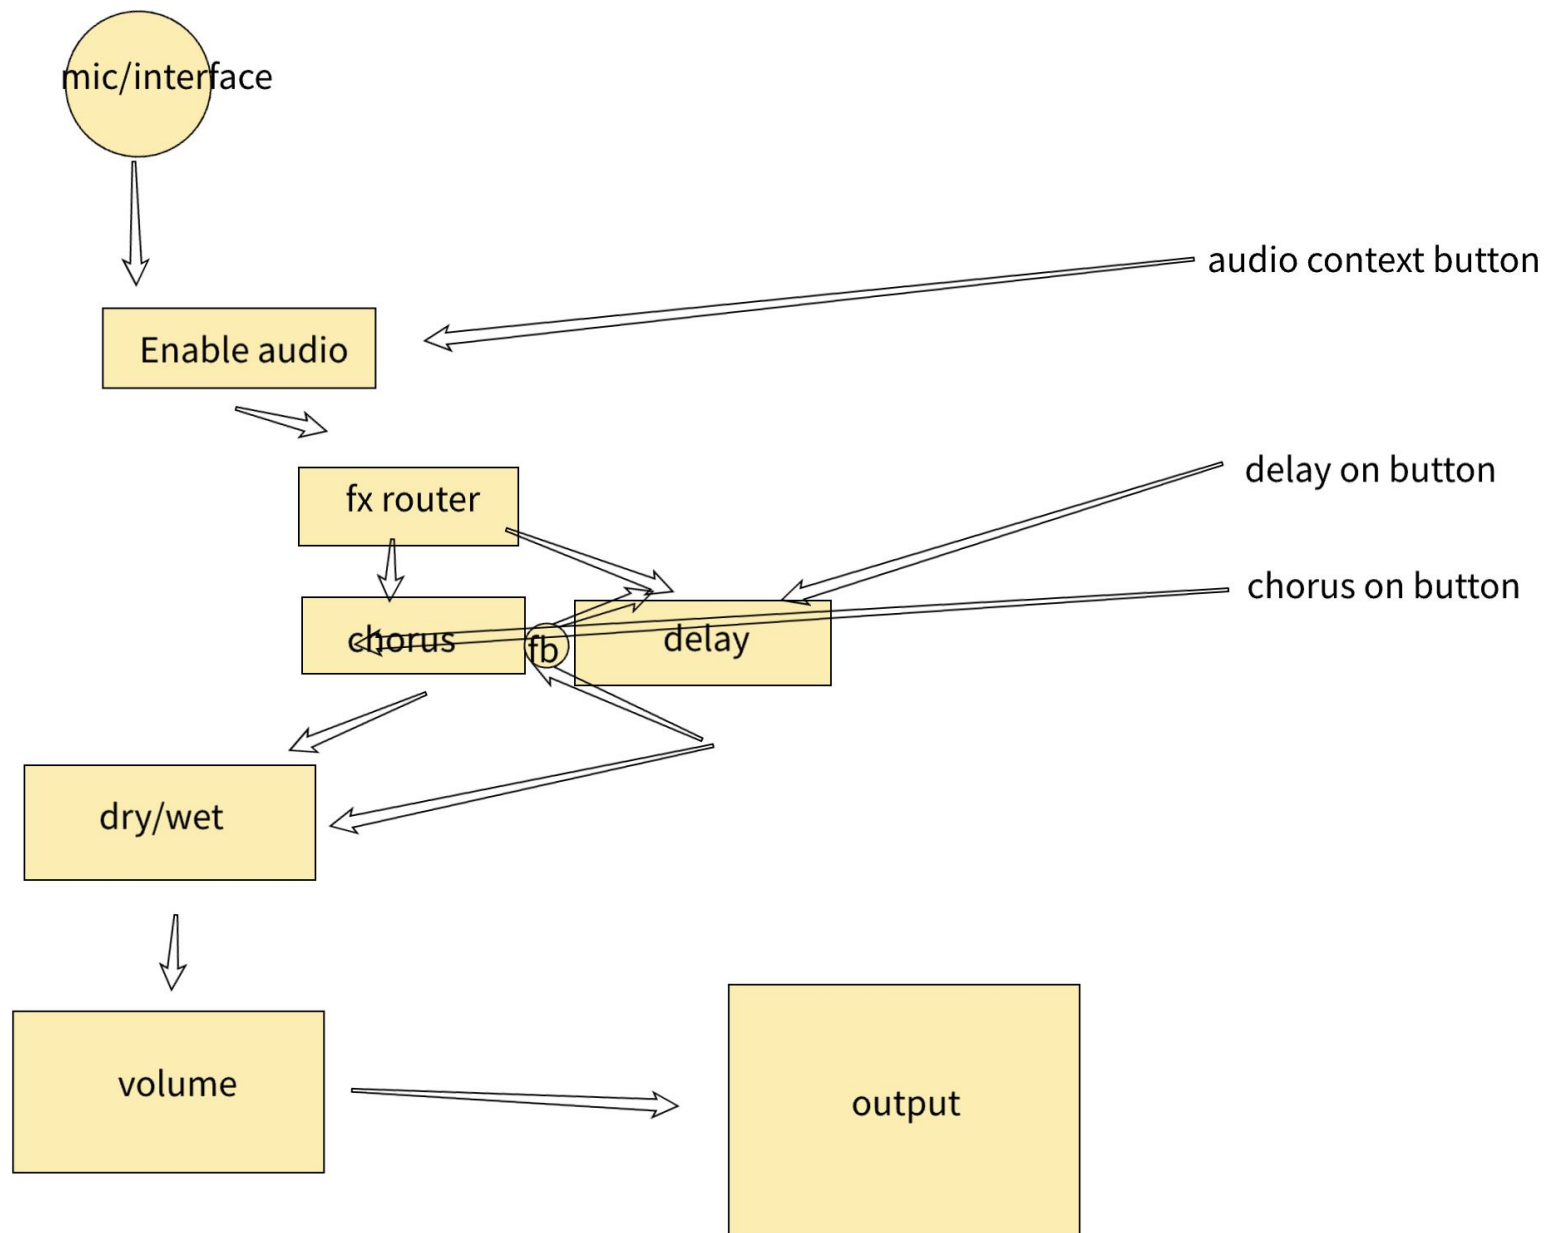 mic/interface
audio context button
Enable audio
delay on button
fx router
chorus on button
chorus
fb
delay
dry/wet
volume
output